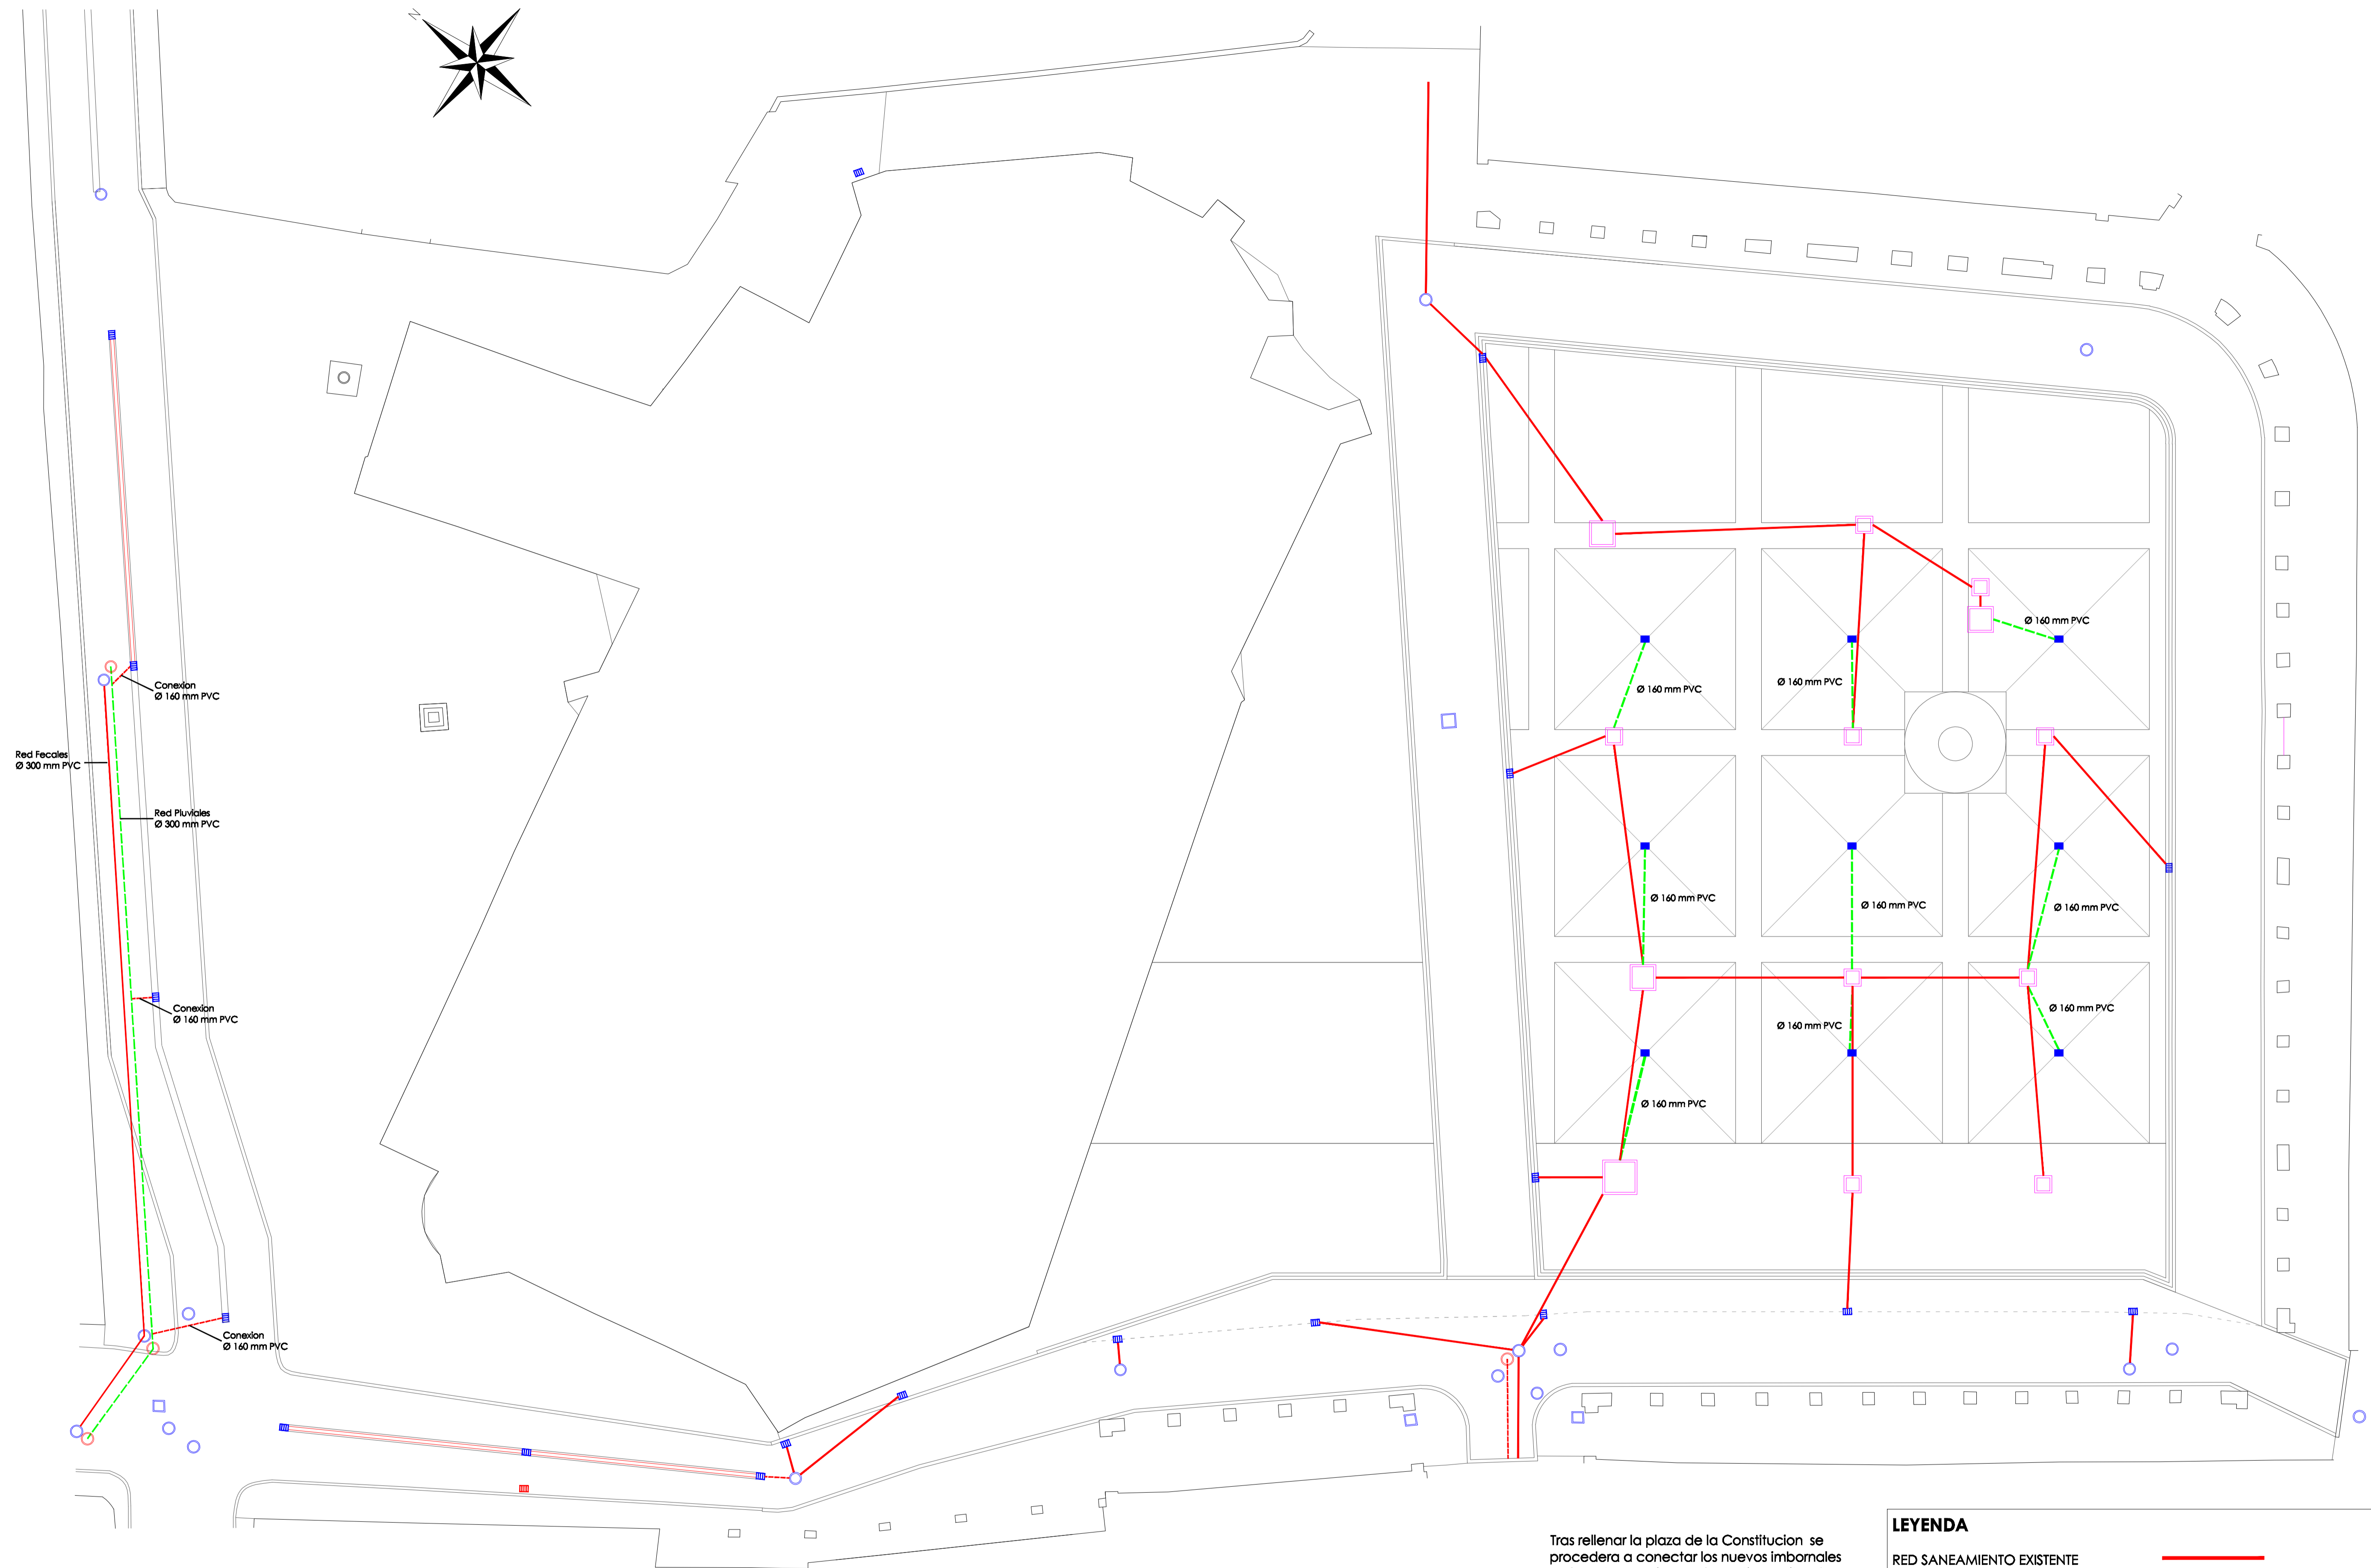 N
Ø 160 mm PVC
Ø 160 mm PVC
Ø 160 mm PVC
Conexion
Ø 160 mm PVC
Red Fecales
Ø 300 mm PVC
Red Pluviales
Ø 300 mm PVC
Ø 160 mm PVC
Ø 160 mm PVC
Ø 160 mm PVC
Conexion
Ø 160 mm PVC
Ø 160 mm PVC
Ø 160 mm PVC
Ø 160 mm PVC
Conexion
Ø 160 mm PVC
Tras rellenar la plaza de la Constitucion se
procedera a conectar los nuevos imbornales
LEYENDA
RED SANEAMIENTO EXISTENTE